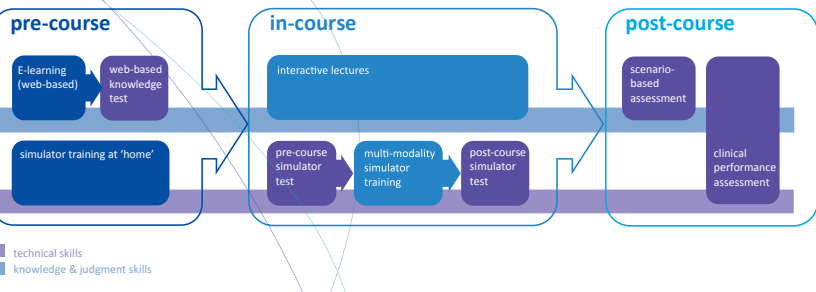 pre-course
in-course
post-course
E-learning
(web-based)
web-based
knowledge
test
interactive lectures
scenario-
based
assessment
simulator training at ‘home’
pre-course
simulator
test
multi-modality
simulator
training
post-course
simulator
test
clinical
performance
assessment
technical skills
knowledge & judgment skills